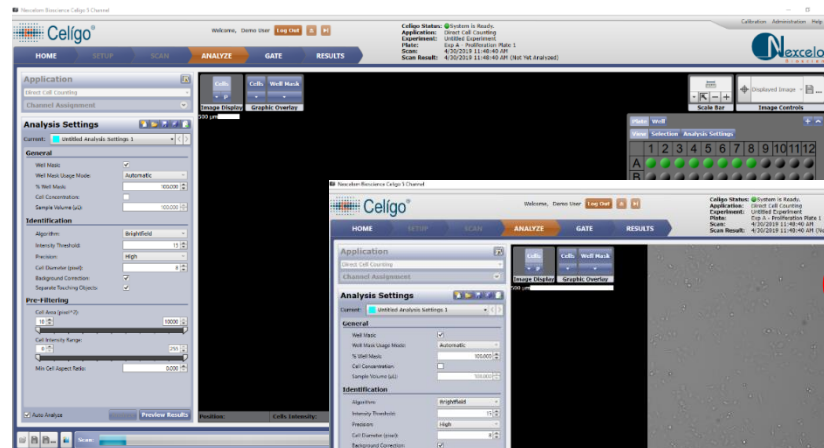 Nexcelom Bioscience Celigo 5 Channel
Celigo®
Welcome, Demo User Log Out
Celigo Status: System is Ready.
Application: Direct Cell Counting
Experiment: Untitled Experiment
Plate: Exp A - Proliferation Plate 1
Scan: 4/30/2019 11:48:40 AM
Scan Result: 4/30/2019 11:48:40 AM (Not Yet Analyzed)
Calibration Administration Help
Nexcelo
HOME SETUP SCAN ANALYZE GATE RESULTS
Application
Direct Cell Counting
Channel Assignment
Cells
Cells Well Mask
Image Display Graphic Overlay
500 µm
Scale Bar
Displayed Image
Image Controls
Analysis Settings
Current: Untitled Analysis Settings 1
General
Well Mask:
Well Mask Usage Mode: Automatic
% Well Mask: 100.000
Cell Concentration:
Sample Volume (µL): 100.000
Identification
Algorithm: Brightfield
Intensity Threshold: 15
Precision: High
Cell Diameter (pixel): 8
Background Correction:
Separate Touching Objects:
Pre-Filtering
Cell Area (pixel^2):
10 10000
Cell Intensity Range:
0 255
Min Cell Aspect Ratio: 0.000
Auto Analyze
Preview Results
Scan:
Position: Cells Intensity:
Plate Well
View Selection Analysis Settings
1 2 3 4 5 6 7 8 9 10 11 12
A
B
Nexcelom Bioscience Celigo 5 Channel
Celigo®
Welcome, Demo User Log Out
Celigo Status: System is Ready.
Application: Direct Cell Counting
Experiment: Untitled Experiment
Plate: Exp A - Proliferation Plate 1
Scan: 4/30/2019 11:48:40 AM
Scan Result: 4/30/2019 11:48:40 AM
HOME SETUP SCAN ANALYZE GATE RESULTS
Application
Direct Cell Counting
Channel Assignment
Cells
Cells Well Mask
Image Display Graphic Overlay
500 µm
Analysis Settings
Current: Untitled Analysis Settings 1
General
Well Mask:
Well Mask Usage Mode: Automatic
% Well Mask: 100.000
Cell Concentration:
Sample Volume (µL): 100.000
Identification
Algorithm: Brightfield
Intensity Threshold: 15
Precision: High
Cell Diameter (pixel): 8
Background Correction: